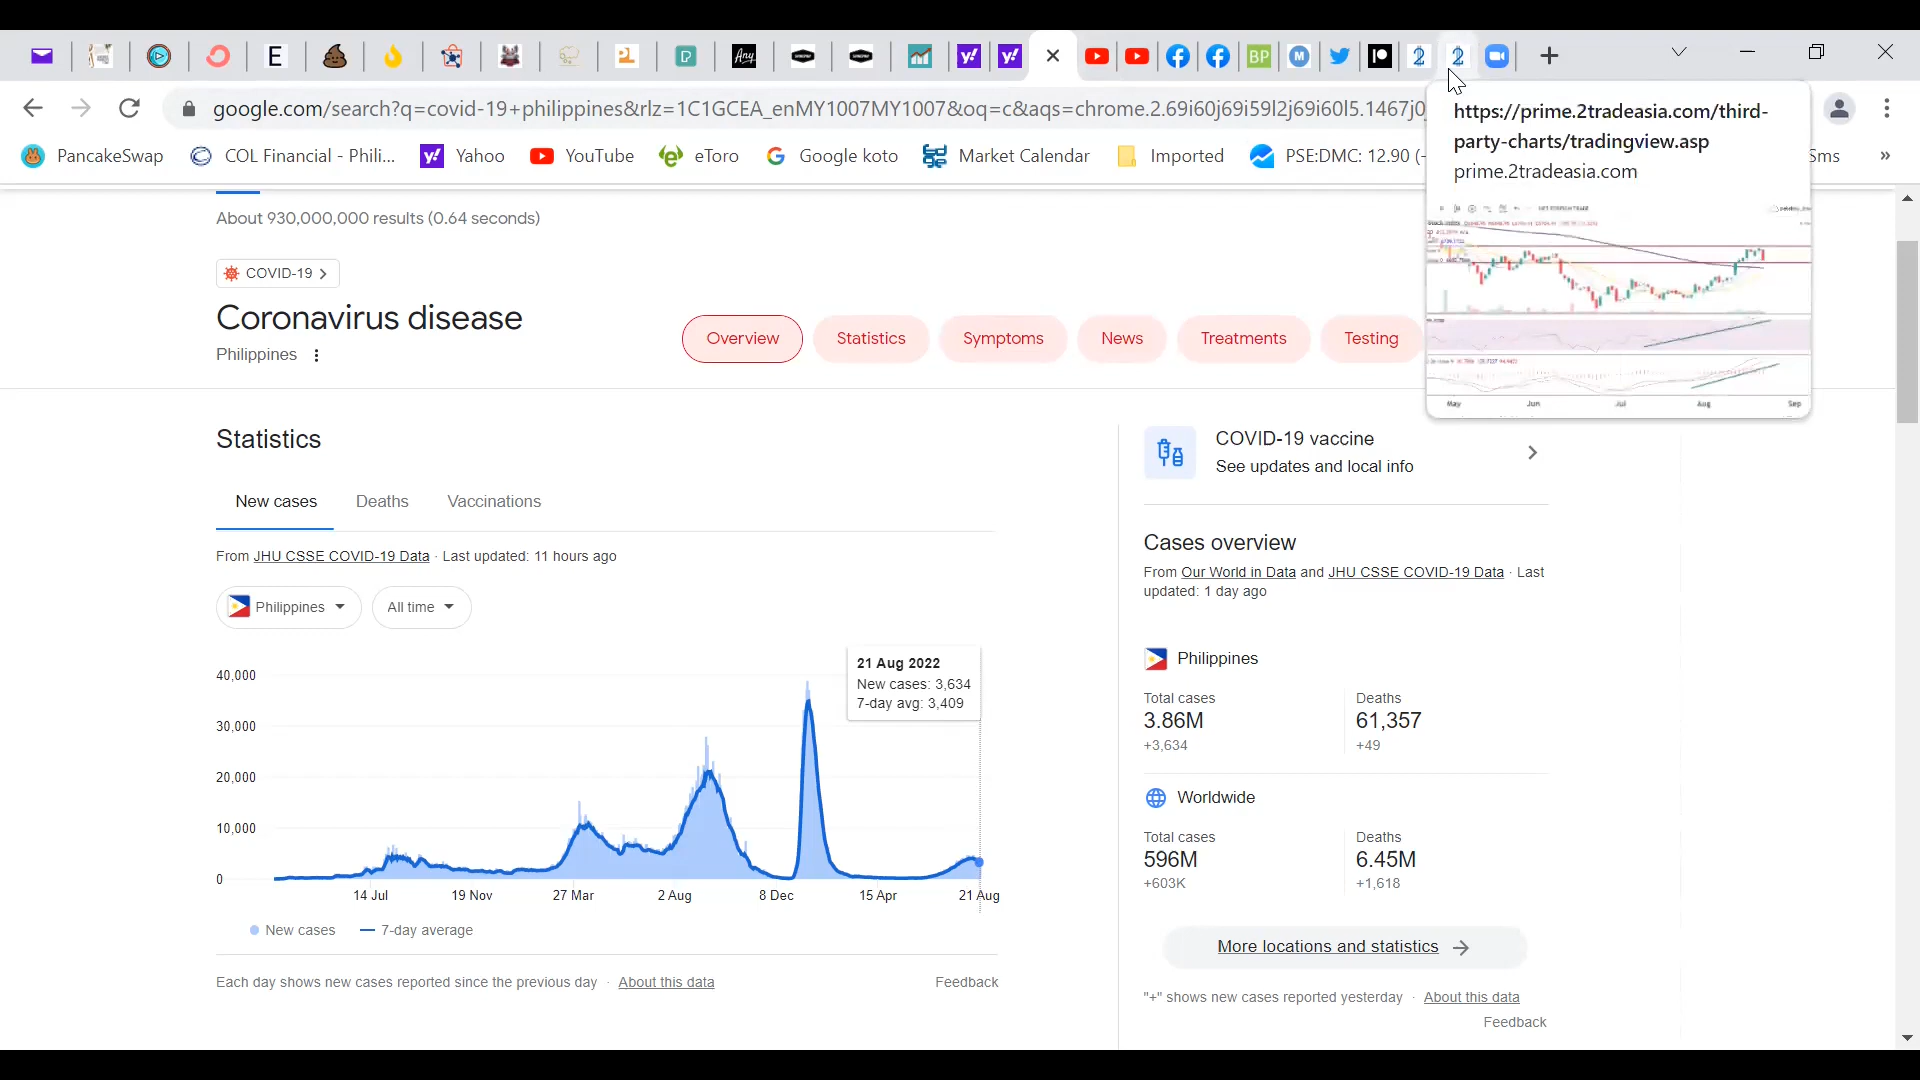 E
Any
BP
M
2
2
google.com/search?q=covid-19+philippines&rlz=1C1GCEA_enMY1007MY1007&oq=c&aqs=chrome.2.69i60j69i59l2j69i60l5.1467j0
https://prime.2tradeasia.com/third-
party-charts/tradingview.asp
prime.2tradeasia.com
PancakeSwap
COL Financial - Phili...
Yahoo
YouTube
eToro
Google koto
Market Calendar
Imported
PSE:DMC: 12.90 (-
Sms
May Jun Jul Aug Sep
About 930,000,000 results (0.64 seconds)
COVID-19
Coronavirus disease
Philippines
Overview
Statistics
Symptoms
News
Treatments
Testing
Statistics
New cases
Deaths
Vaccinations
From JHU CSSE COVID-19 Data · Last updated: 11 hours ago
Philippines
All time
21 Aug 2022
New cases: 3,634
7-day avg: 3,409
40,000
30,000
20,000
10,000
0
14 Jul
19 Nov
27 Mar
2 Aug
8 Dec
15 Apr
21 Aug
New cases
7-day average
Each day shows new cases reported since the previous day · About this data
Feedback
COVID-19 vaccine
See updates and local info
Cases overview
From Our World in Data and JHU CSSE COVID-19 Data · Last
updated: 1 day ago
Philippines
Total cases
3.86M
+3,634
Deaths
61,357
+49
Worldwide
Total cases
596M
+603K
Deaths
6.45M
+1,618
More locations and statistics
"+" shows new cases reported yesterday · About this data
Feedback